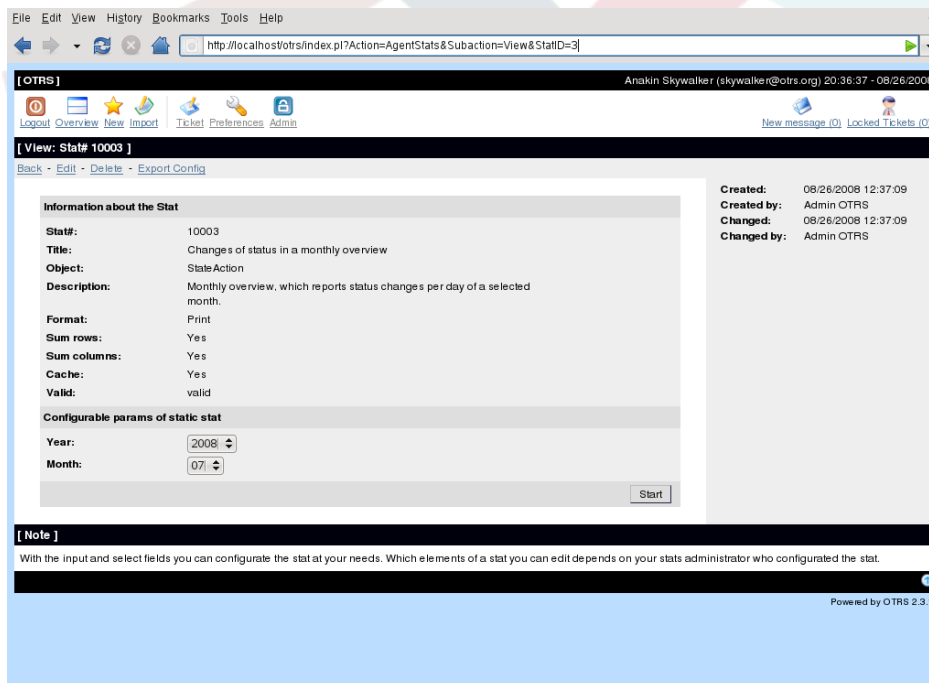 File Edit View History Bookmarks Tools Help
http://localhost/otrs/index.pl?Action=AgentStats&Subaction=View&StatID=3
[ OTRS ] Anakin Skywalker (skywalker@otrs.org) 20:36:37 - 08/26/200
Logout Overview New Import Ticket Preferences Admin New message (0) Locked Tickets (0)
[ View: Stat# 10003 ]
Back - Edit - Delete - Export Config
Information about the Stat
Stat#: 10003
Title: Changes of status in a monthly overview
Object: StateAction
Description: Monthly overview, which reports status changes per day of a selected
month.
Format: Print
Sum rows: Yes
Sum columns: Yes
Cache: Yes
Valid: valid
Configurable params of static stat
Year: 2008
Month: 07
Start
Created: 08/26/2008 12:37:09
Created by: Admin OTRS
Changed: 08/26/2008 12:37:09
Changed by: Admin OTRS
[ Note ]
With the input and select fields you can configurate the stat at your needs. Which elements of a stat you can edit depends on your stats administrator who configurated the stat.
Powered by OTRS 2.3.